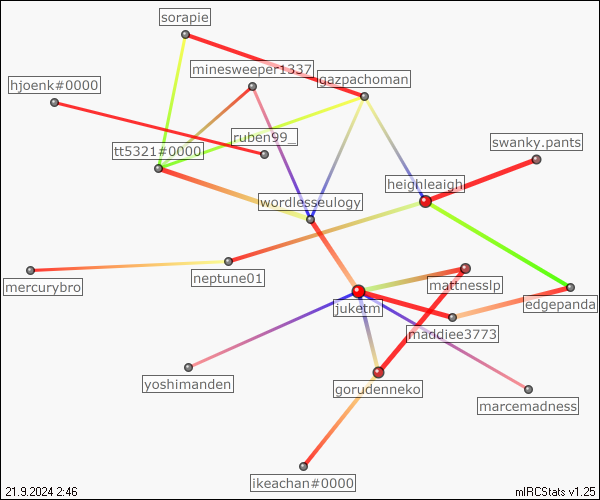 sorapie
minesweeper1337
gazpachoman
hjoenk#0000
ruben99_
swanky.pants
tt5321#0000
heighleaigh
wordlesseulogy
neptune01
mattnesslp
mercurybro
edgepanda
juketm
maddiee3773
yoshimanden
gorudenneko
marcemadness
ikeachan#0000
21.9.2024 2:46
mIRCStats v1.25